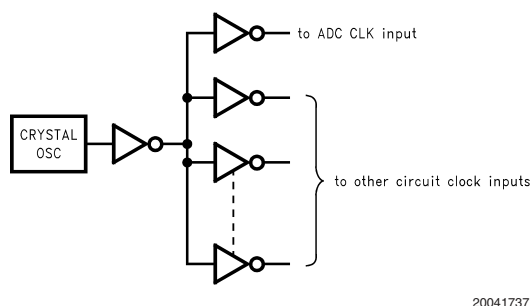 to ADC CLK input
CRYSTAL
OSC
to other circuit clock inputs
20041737